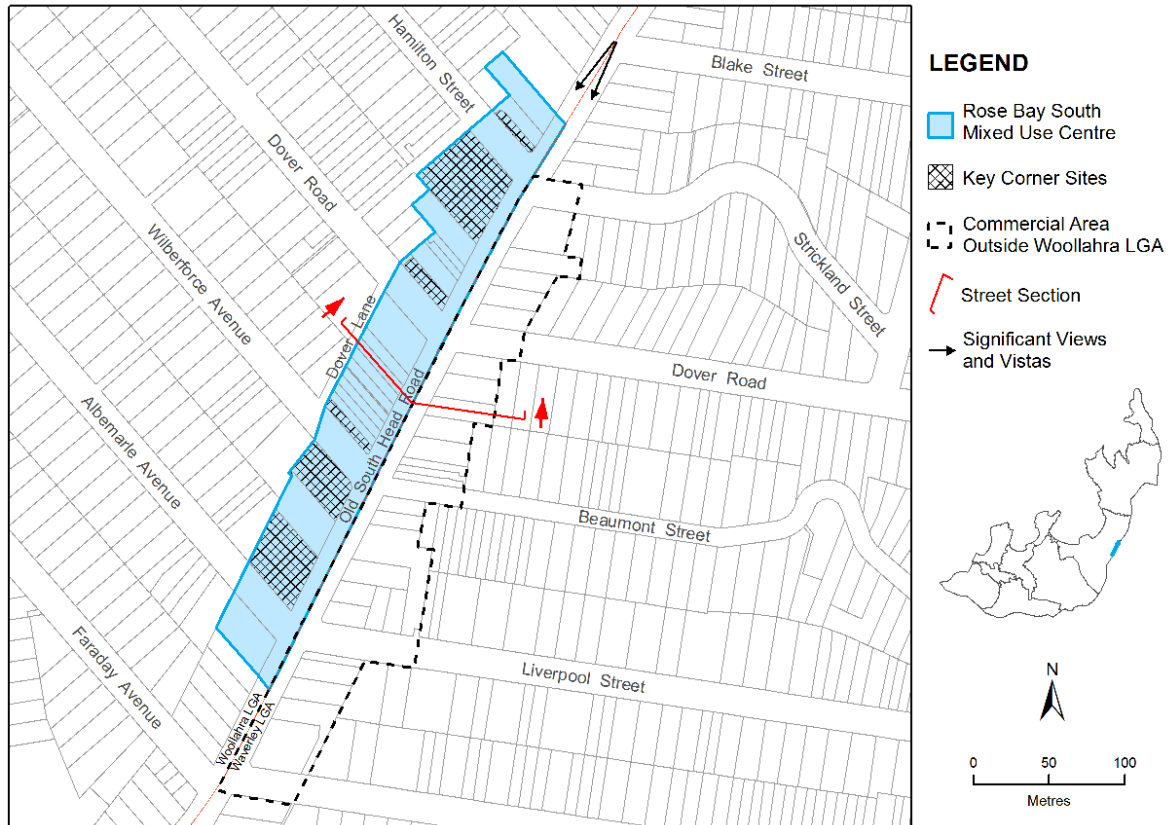 Hamilton Street
Blake Street
Dover Road
Wilberforce Avenue
Strickland Street
Dover Lane
Dover Road
Albemarle Avenue
Old South Head Road
Beaumont Street
Faraday Avenue
Liverpool Street
Woollahra LGA
Waverley LGA
LEGEND
Rose Bay South
Mixed Use Centre
Key Corner Sites
Commercial Area
Outside Woollahra LGA
Street Section
Significant Views
and Vistas
N
0 50 100
Metres